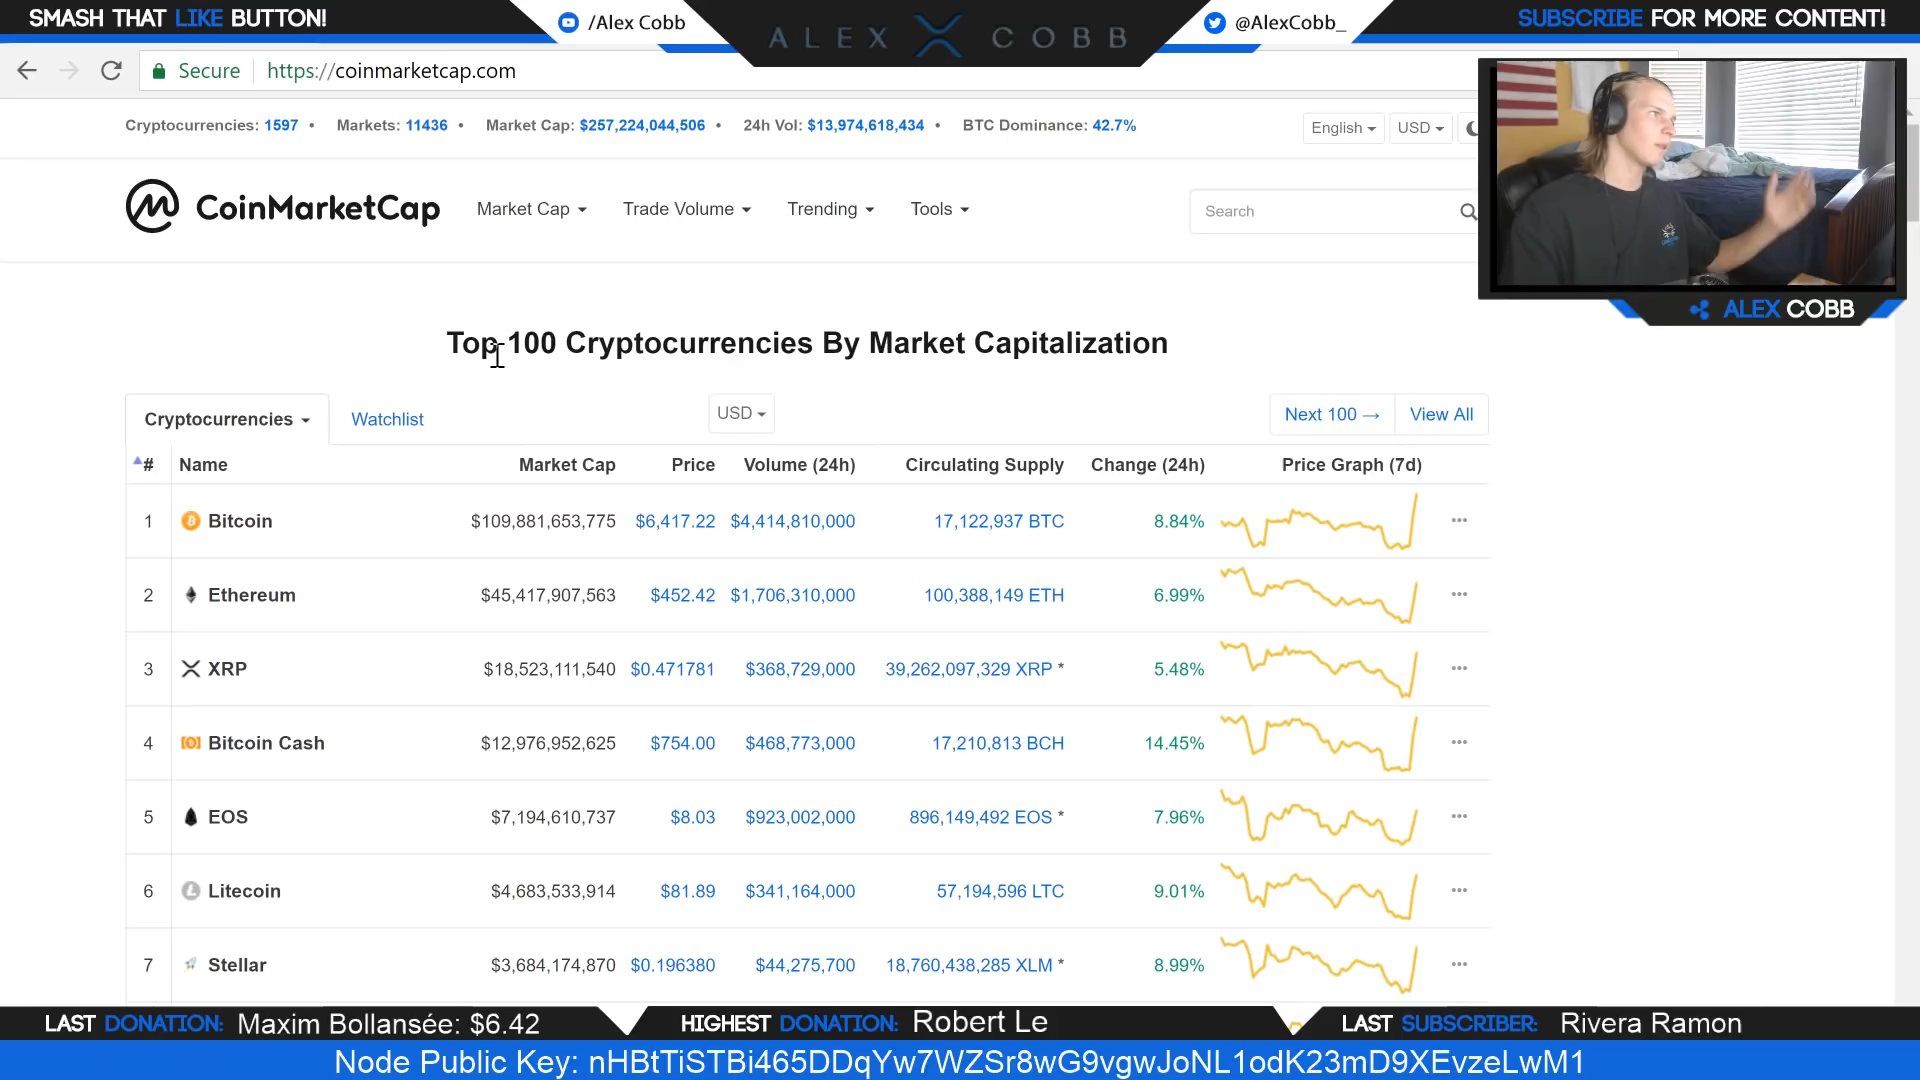 SMASH THAT LIKE BUTTON!
/Alex Cobb
ALEX COBB
@AlexCobb_
SUBSCRIBE FOR MORE CONTENT!
Secure https://coinmarketcap.com
Cryptocurrencies: 1597 • Markets: 11436 • Market Cap: $257,224,044,506 • 24h Vol: $13,974,618,434 • BTC Dominance: 42.7%
English USD
CoinMarketCap Market Cap Trade Volume Trending Tools Search
ALEX COBB
Top 100 Cryptocurrencies By Market Capitalization
Cryptocurrencies Watchlist USD Next 100 → View All
# Name Market Cap Price Volume (24h) Circulating Supply Change (24h) Price Graph (7d)
1 Bitcoin $109,881,653,775 $6,417.22 $4,414,810,000 17,122,937 BTC 8.84%
2 Ethereum $45,417,907,563 $452.42 $1,706,310,000 100,388,149 ETH 6.99%
3 XRP $18,523,111,540 $0.471781 $368,729,000 39,262,097,329 XRP * 5.48%
4 Bitcoin Cash $12,976,952,625 $754.00 $468,773,000 17,210,813 BCH 14.45%
5 EOS $7,194,610,737 $8.03 $923,002,000 896,149,492 EOS * 7.96%
6 Litecoin $4,683,533,914 $81.89 $341,164,000 57,194,596 LTC 9.01%
7 Stellar $3,684,174,870 $0.196380 $44,275,700 18,760,438,285 XLM * 8.99%
LAST DONATION: Maxim Bollansée: $6.42
HIGHEST DONATION: Robert Le
LAST SUBSCRIBER: Rivera Ramon
Node Public Key: nHBtTiSTBi465DDqYw7WZSr8wG9vgwJoNL1odK23mD9XEvzeLwM1